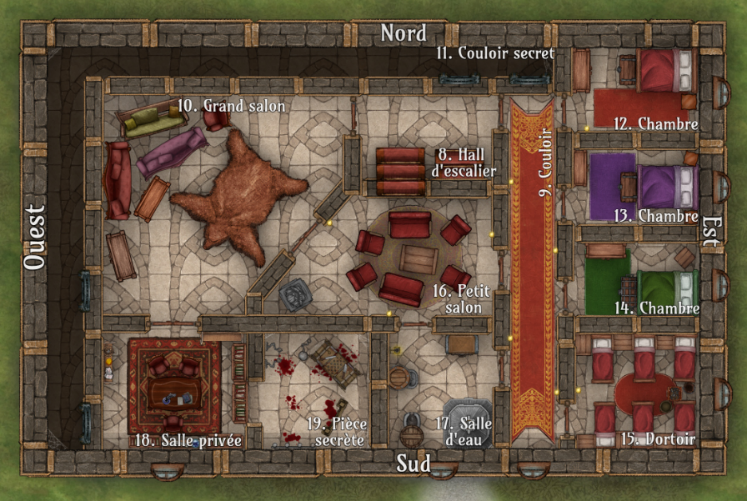 Nord
11. Couloir secret
10. Grand salon
12. Chambre
8. Hall
d'escalier
9. Couloir
13. Chambre
Ouest
Est
16. Petit
salon
14. Chambre
17. Salle
d'eau
19. Pièce
secrète
18. Salle privée
15. Dortoir
Sud